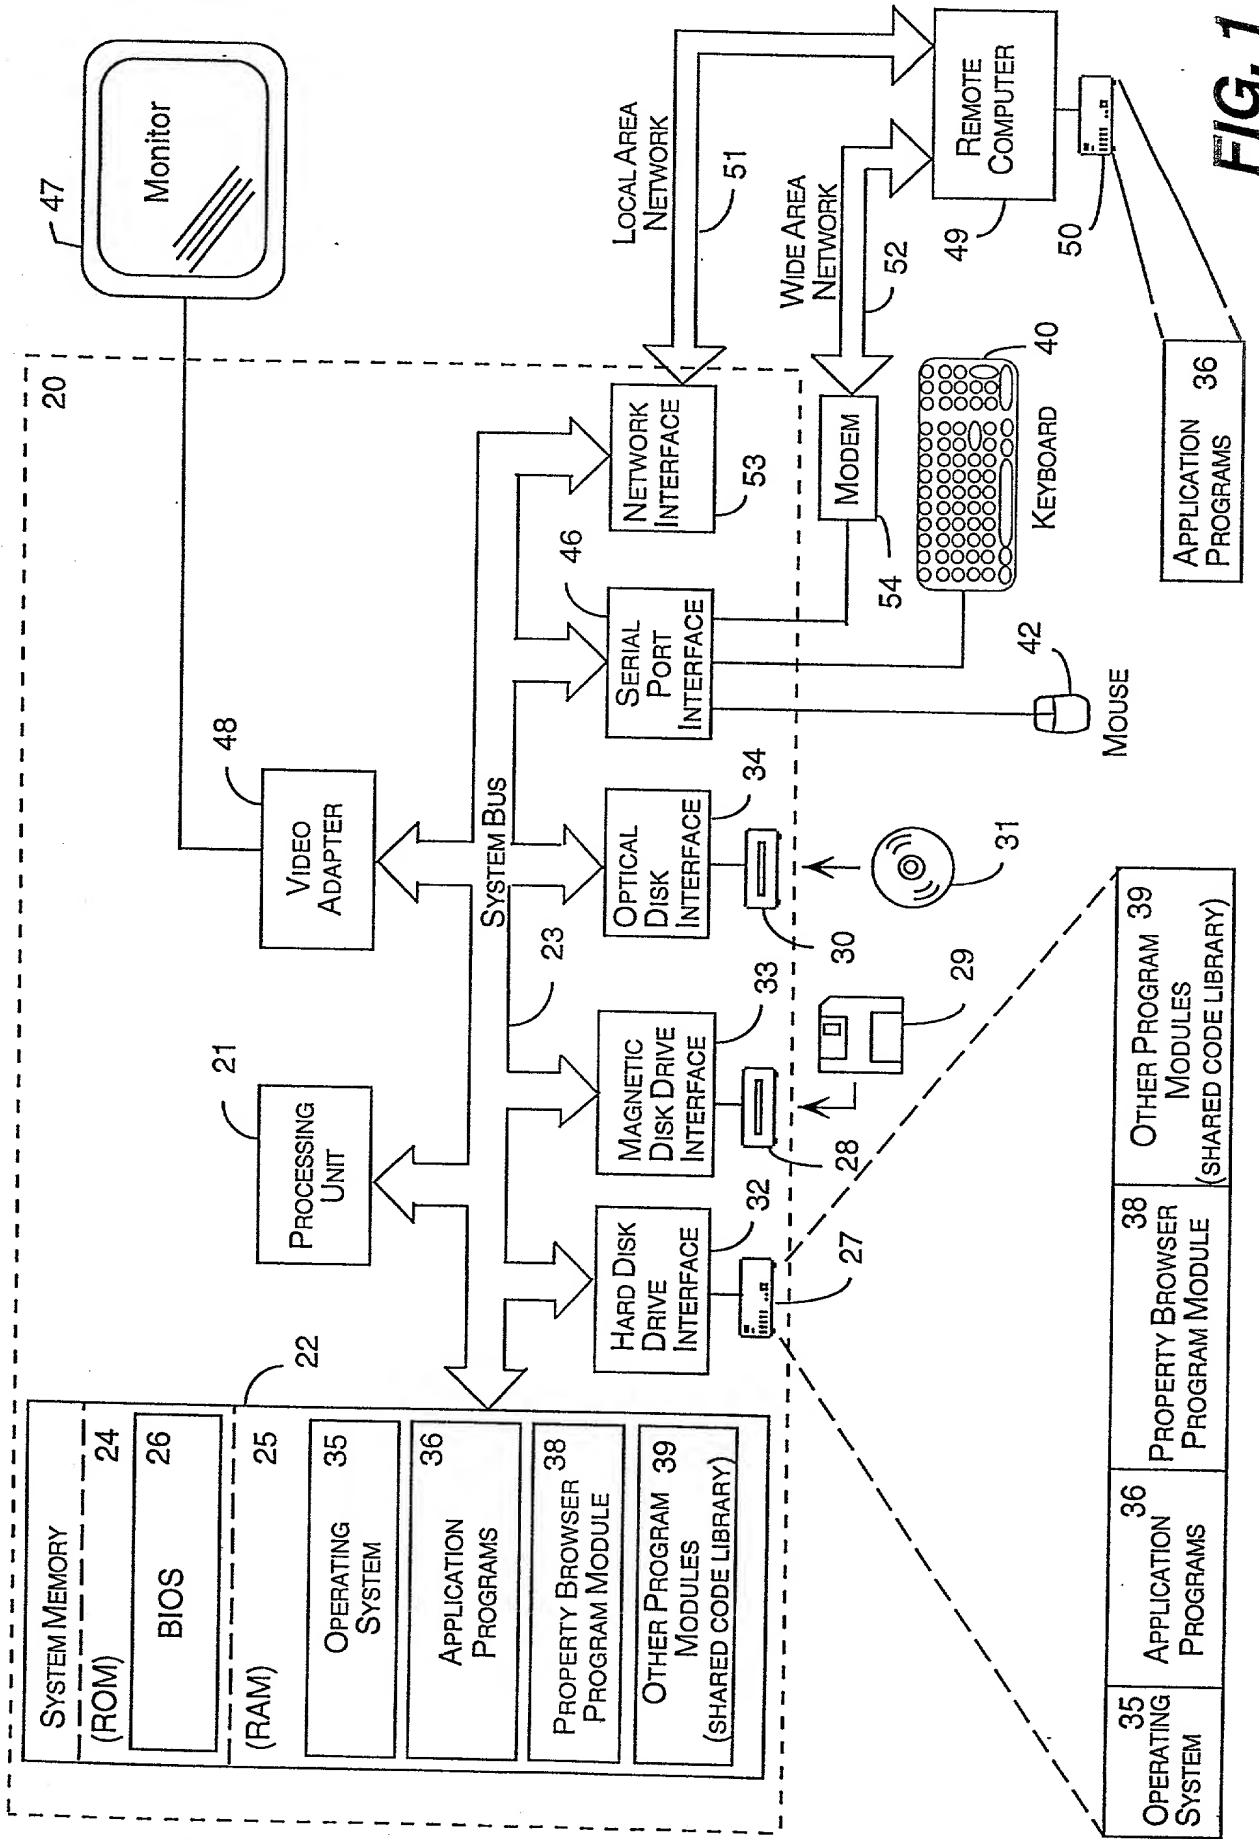 20
47
Monitor
SYSTEM MEMORY
(ROM) 24
BIOS
26
22
(RAM) 25
OPERATING
SYSTEM
35
APPLICATION
PROGRAMS
36
PROPERTY BROWSER
PROGRAM MODULE
38
OTHER PROGRAM
MODULES
(SHARED CODE LIBRARY)
39
21
PROCESSING
UNIT
48
VIDEO
ADAPTER
SYSTEM BUS
23
HARD DISK
DRIVE
INTERFACE
32
MAGNETIC
DISK DRIVE
INTERFACE
33
OPTICAL
DISK
INTERFACE
34
SERIAL
PORT
INTERFACE
46
NETWORK
INTERFACE
53
LOCAL AREA
NETWORK
51
27
28
29
30
31
MODEM
54
WIDE AREA
NETWORK
52
REMOTE
COMPUTER
49
50
KEYBOARD
40
MOUSE
42
OPERATING
SYSTEM
35
APPLICATION
PROGRAMS
36
PROPERTY BROWSER
PROGRAM MODULE
38
OTHER PROGRAM
MODULES
(SHARED CODE LIBRARY)
39
APPLICATION
PROGRAMS
36
FIG. 1